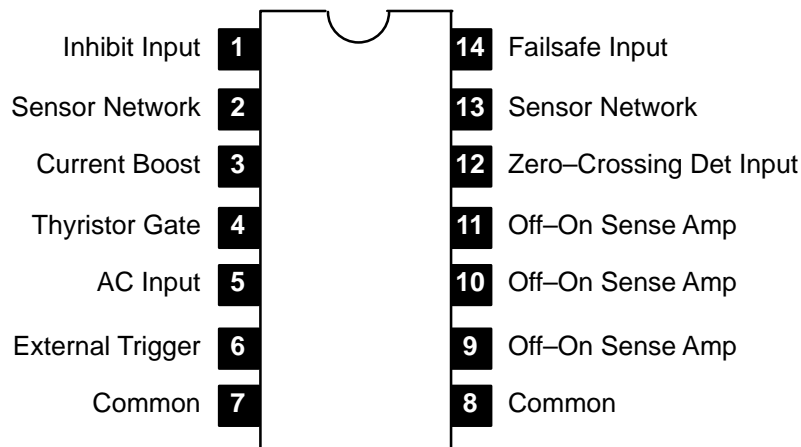 Inhibit Input 1 14 Failsafe Input
Sensor Network 2 13 Sensor Network
Current Boost 3 12 Zero–Crossing Det Input
Thyristor Gate 4 11 Off–On Sense Amp
AC Input 5 10 Off–On Sense Amp
External Trigger 6 9 Off–On Sense Amp
Common 7 8 Common